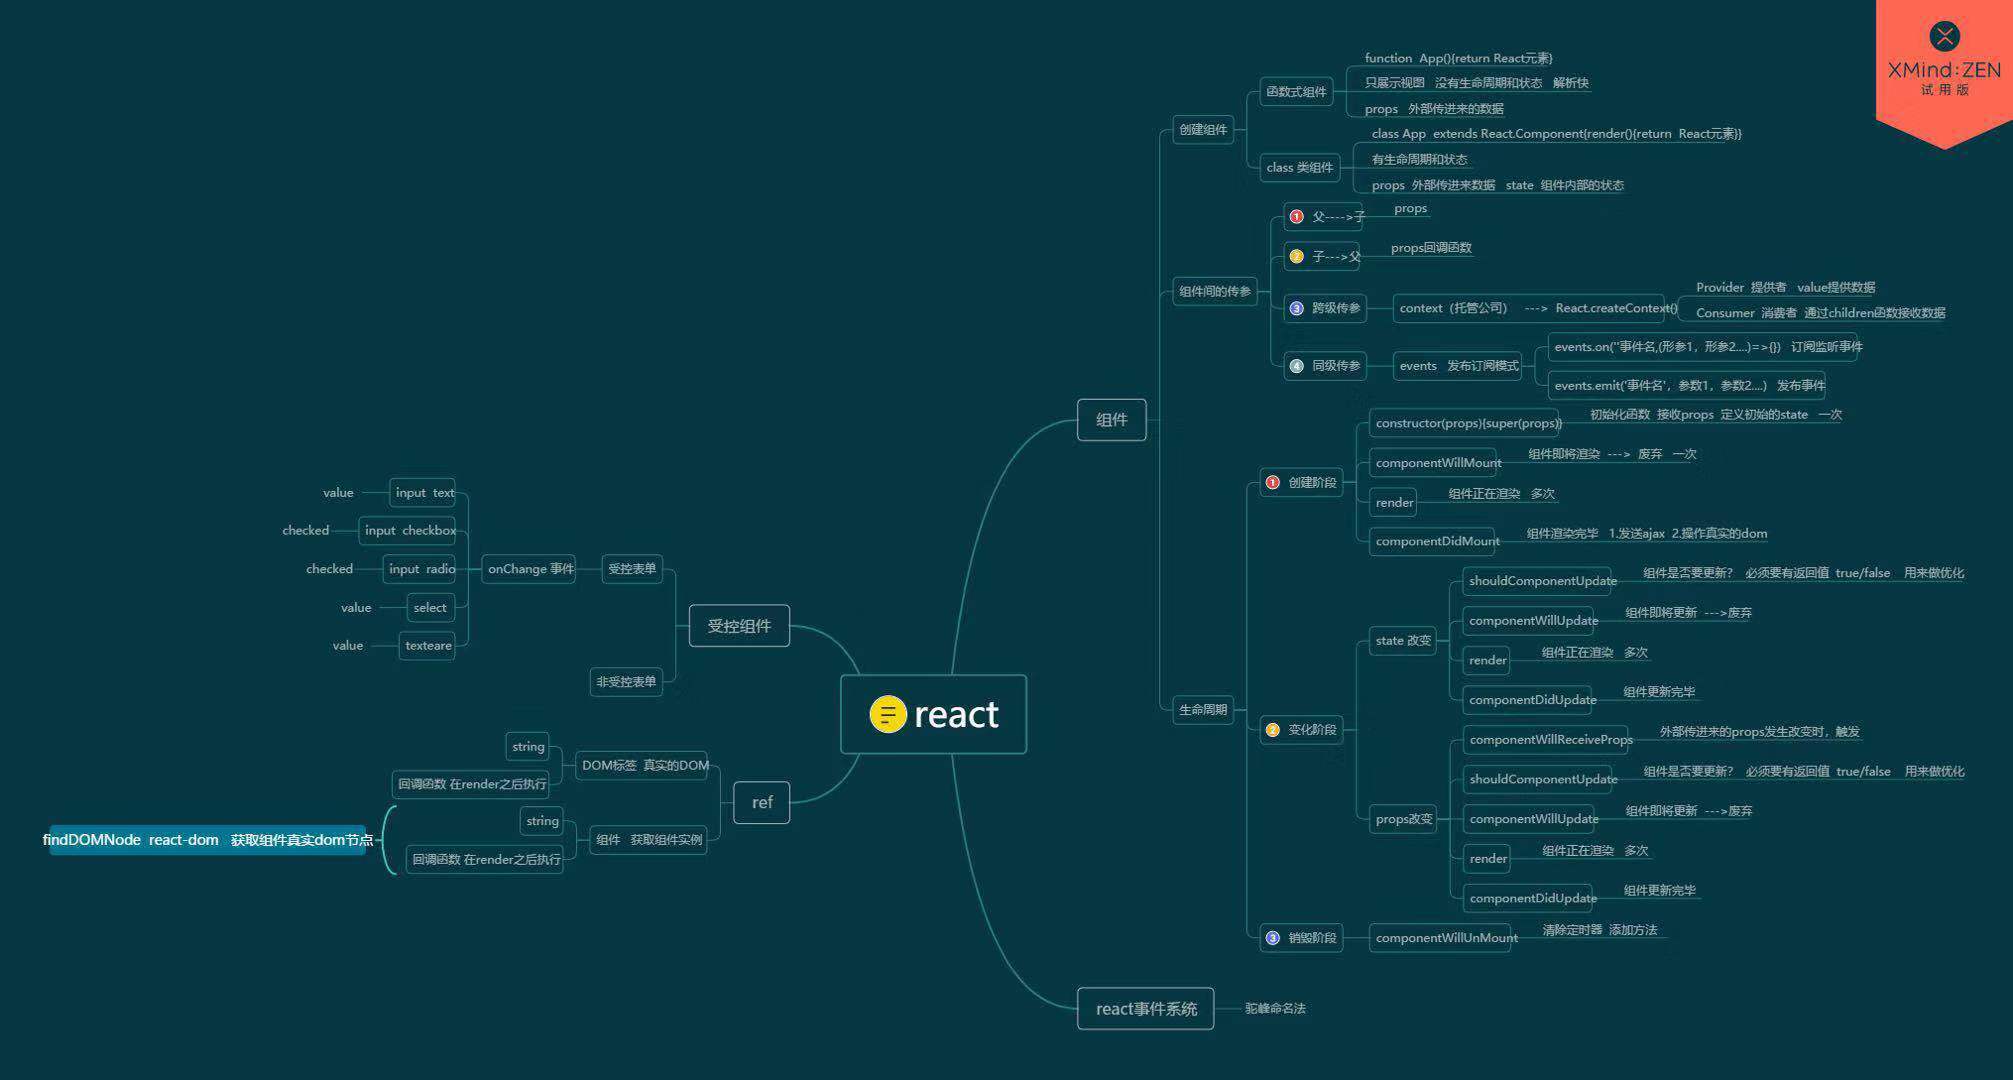 XMind:ZEN
试用版
react
组件
创建组件
函数式组件
function App(){return React元素}
只展示视图 没有生命周期和状态 解析快
props 外部传进来的数据
class 类组件
class App extends React.Component{render(){return React元素}}
有生命周期和状态
props 外部传进来数据 state 组件内部的状态
组件间的传参
1 父---->子
props
2 子--->父
props回调函数
3 跨级传参
context（托管公司） ---> React.createContext()
Provider 提供者 value提供数据
Consumer 消费者 通过children函数接收数据
4 同级传参
events 发布订阅模式
events.on("事件名,(形参1，形参2....)=>{}) 订阅监听事件
events.emit('事件名'，参数1，参数2....) 发布事件
生命周期
1 创建阶段
constructor(props){super(props)}
初始化函数 接收props 定义初始的state 一次
componentWillMount
组件即将渲染 ---> 废弃 一次
render
组件正在渲染 多次
componentDidMount
组件渲染完毕 1.发送ajax 2.操作真实的dom
2 变化阶段
state 改变
shouldComponentUpdate
组件是否要更新? 必须要有返回值 true/false 用来做优化
componentWillUpdate
组件即将更新 --->废弃
render
组件正在渲染 多次
componentDidUpdate
组件更新完毕
props改变
componentWillReceiveProps
外部传进来的props发生改变时，触发
shouldComponentUpdate
组件是否要更新? 必须要有返回值 true/false 用来做优化
componentWillUpdate
组件即将更新 --->废弃
render
组件正在渲染 多次
componentDidUpdate
组件更新完毕
3 销毁阶段
componentWillUnMount
清除定时器 添加方法
react事件系统
驼峰命名法
受控组件
受控表单
onChange 事件
input text
value
input checkbox
checked
input radio
checked
select
value
texteare
value
非受控表单
ref
DOM标签 真实的DOM
string
回调函数 在render之后执行
组件 获取组件实例
string
回调函数 在render之后执行
findDOMNode react-dom 获取组件真实dom节点